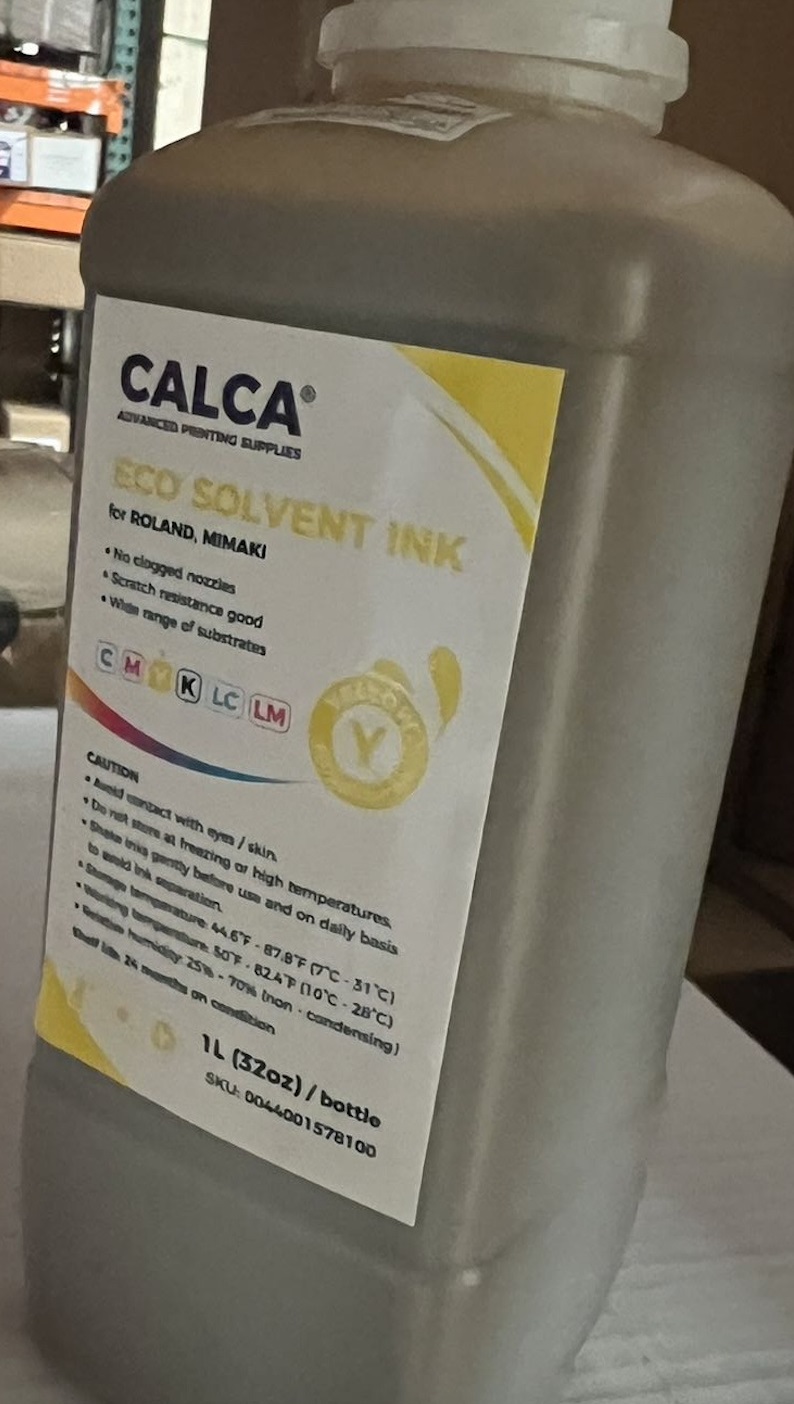 CALCA®
ADVANCED PRINTING SUPPLIES
ECO SOLVENT INK
for ROLAND, MIMAKI
• No clogged nozzles
• Scratch resistance good
• Wide range of substrates
C M Y K LC LM
YELLOW
Y
CAUTION
• Avoid contact with eyes / skin.
• Do not store at freezing or high temperatures.
• Shake inks gently before use and on daily basis
to avoid ink separation.
• Storage temperature: 44.6°F - 87.8°F (7°C - 31°C)
• Working temperature: 50°F - 82.4°F (10°C - 28°C)
• Relative humidity: 25% - 70% (non - condensing)
Shelf life: 24 months on condition
1L (32oz) / bottle
SKU: 0044001578100